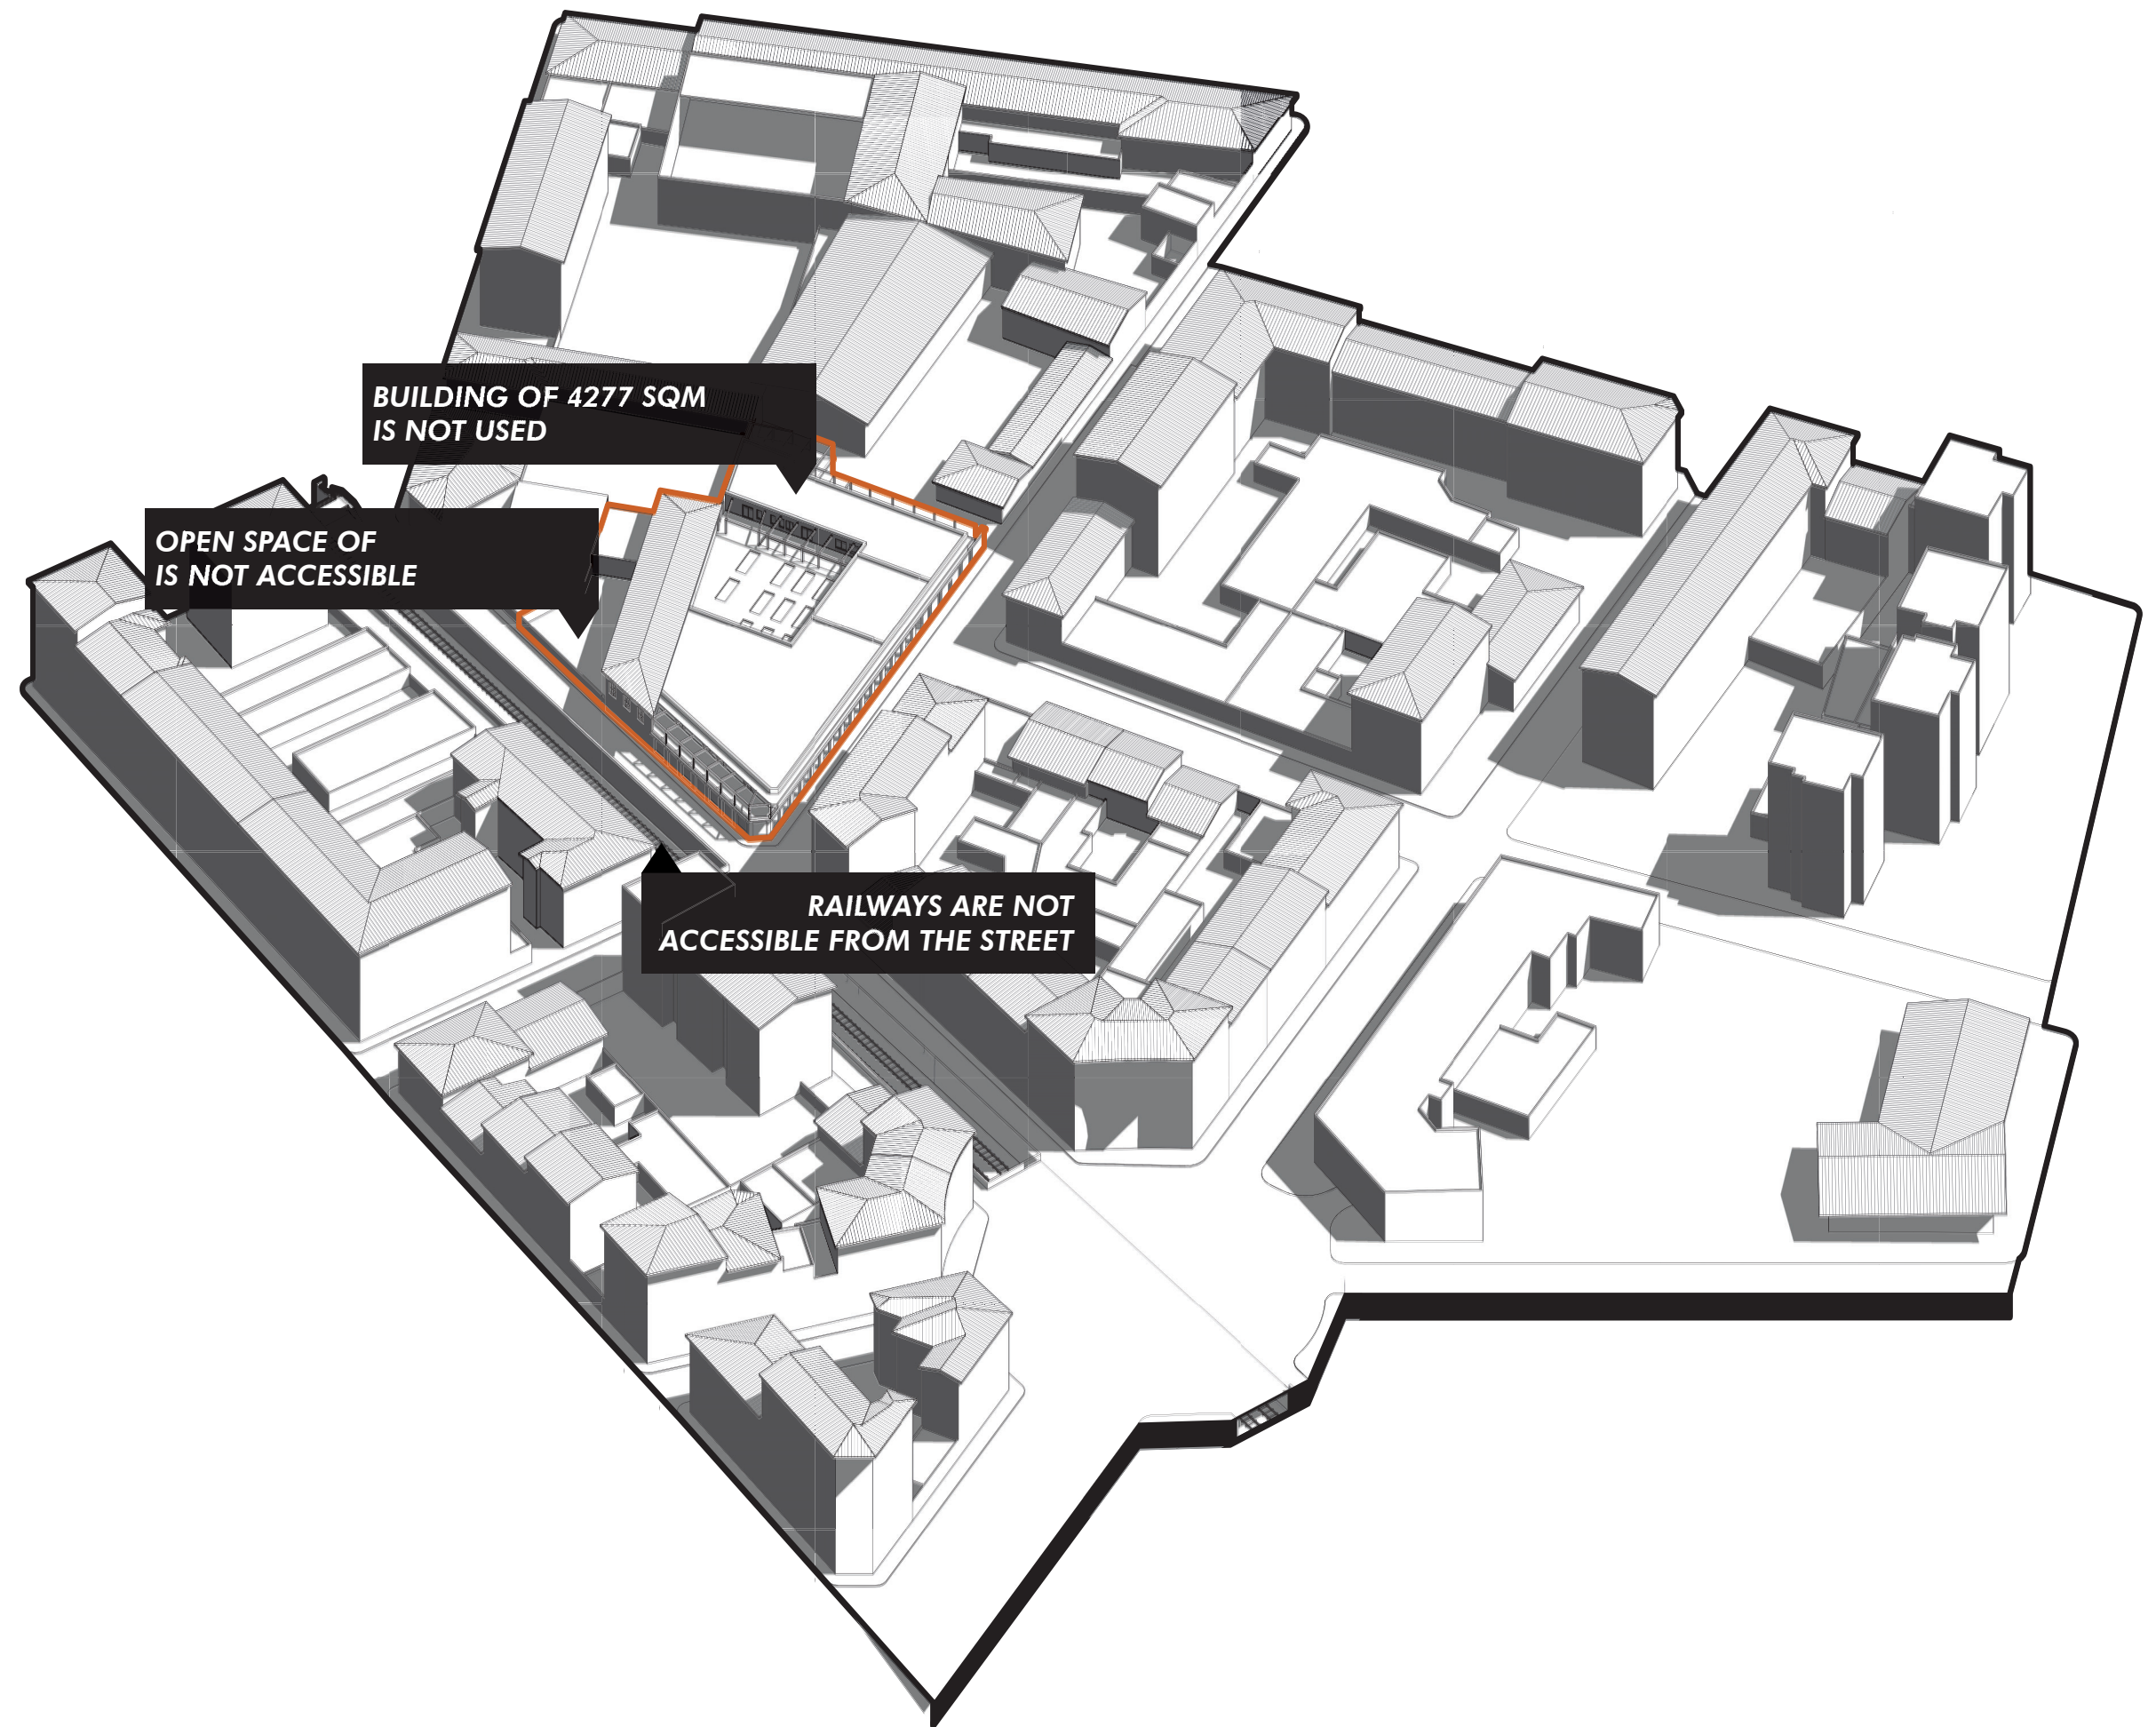 BUILDING OF 4277 SQM
IS NOT USED
OPEN SPACE OF
IS NOT ACCESSIBLE
RAILWAYS ARE NOT
ACCESSIBLE FROM THE STREET